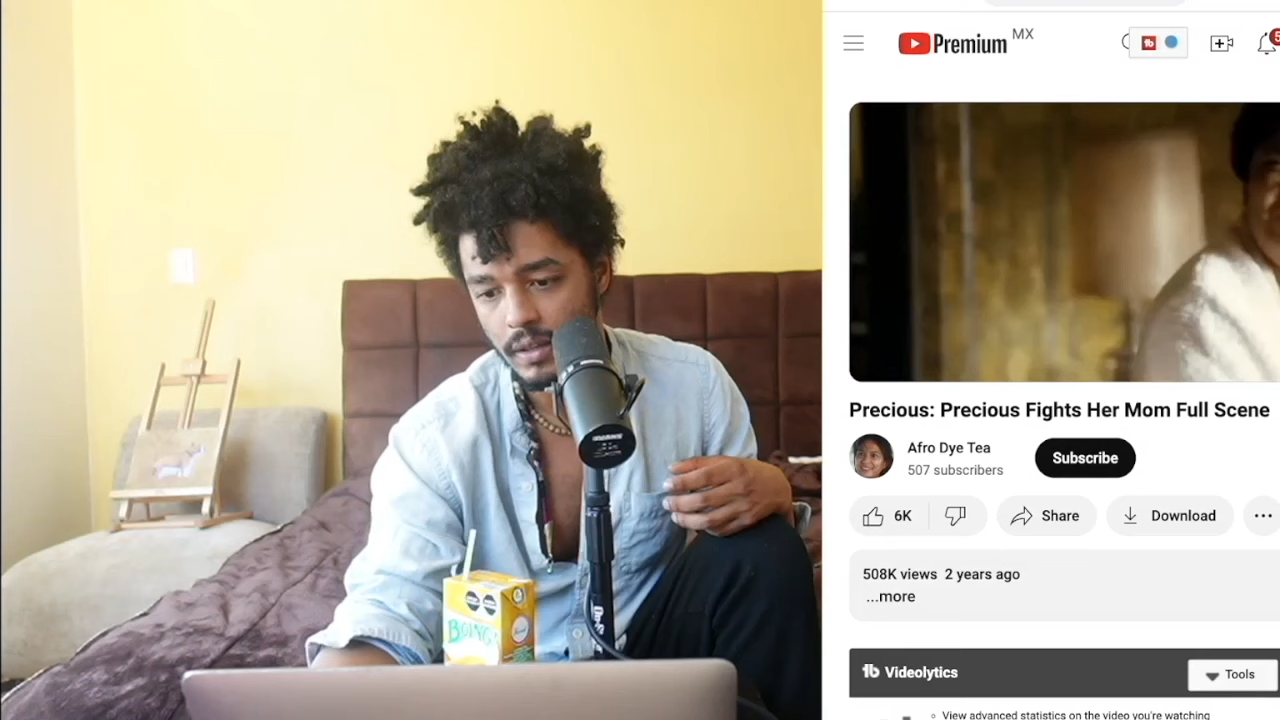 Premium MX
5
Precious: Precious Fights Her Mom Full Scene
Afro Dye Tea
507 subscribers
Subscribe
6K
Share
Download
508K views 2 years ago
...more
Videolytics
Tools
View advanced statistics on the video you're watching
BOING